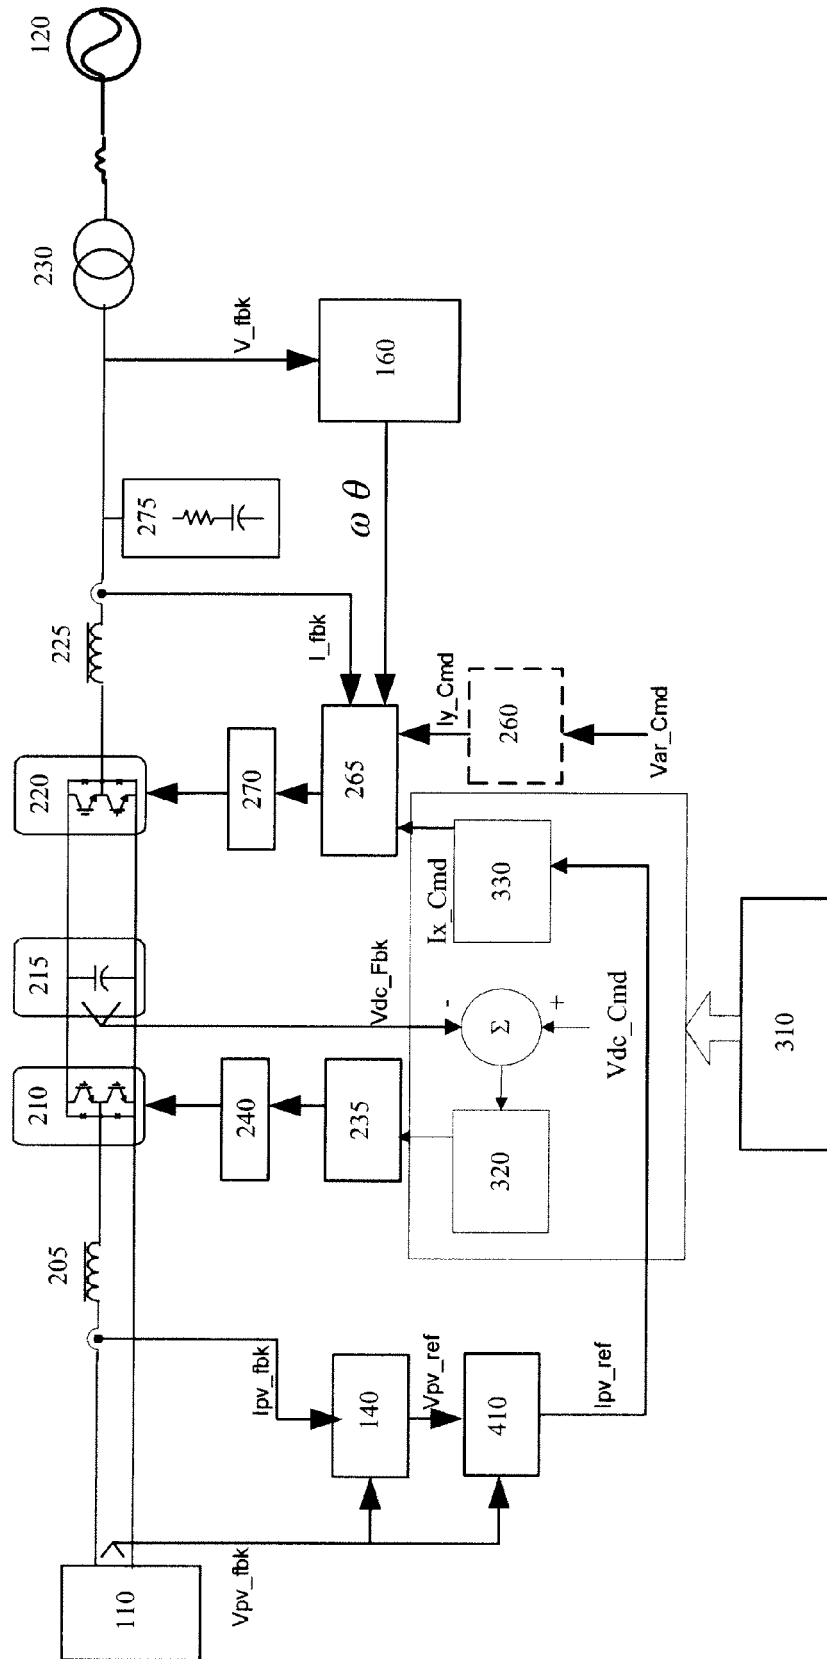 120
230
V_fbk
160
275
ω θ
225
I_fbk
Iy_Cmd
260
Var_Cmd
220
270
265
Ix_Cmd
330
215
Vdc_Fbk
-
Σ
+
Vdc_Cmd
310
210
240
235
320
205
Ipv_fbk
140
Vpv_ref
410
Ipv_ref
110
Vpv_fbk